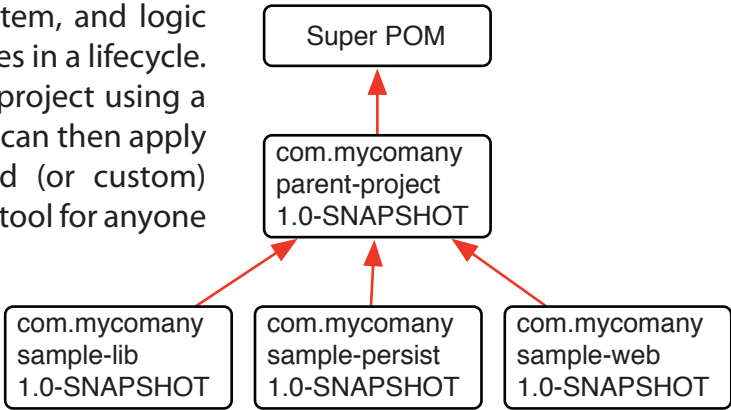 tem, and logic
es in a lifecycle.
project using a
can then apply
d (or custom)
tool for anyone
Super POM
com.mycomany
parent-project
1.0-SNAPSHOT
com.mycomany
sample-lib
1.0-SNAPSHOT
com.mycomany
sample-persist
1.0-SNAPSHOT
com.mycomany
sample-web
1.0-SNAPSHOT